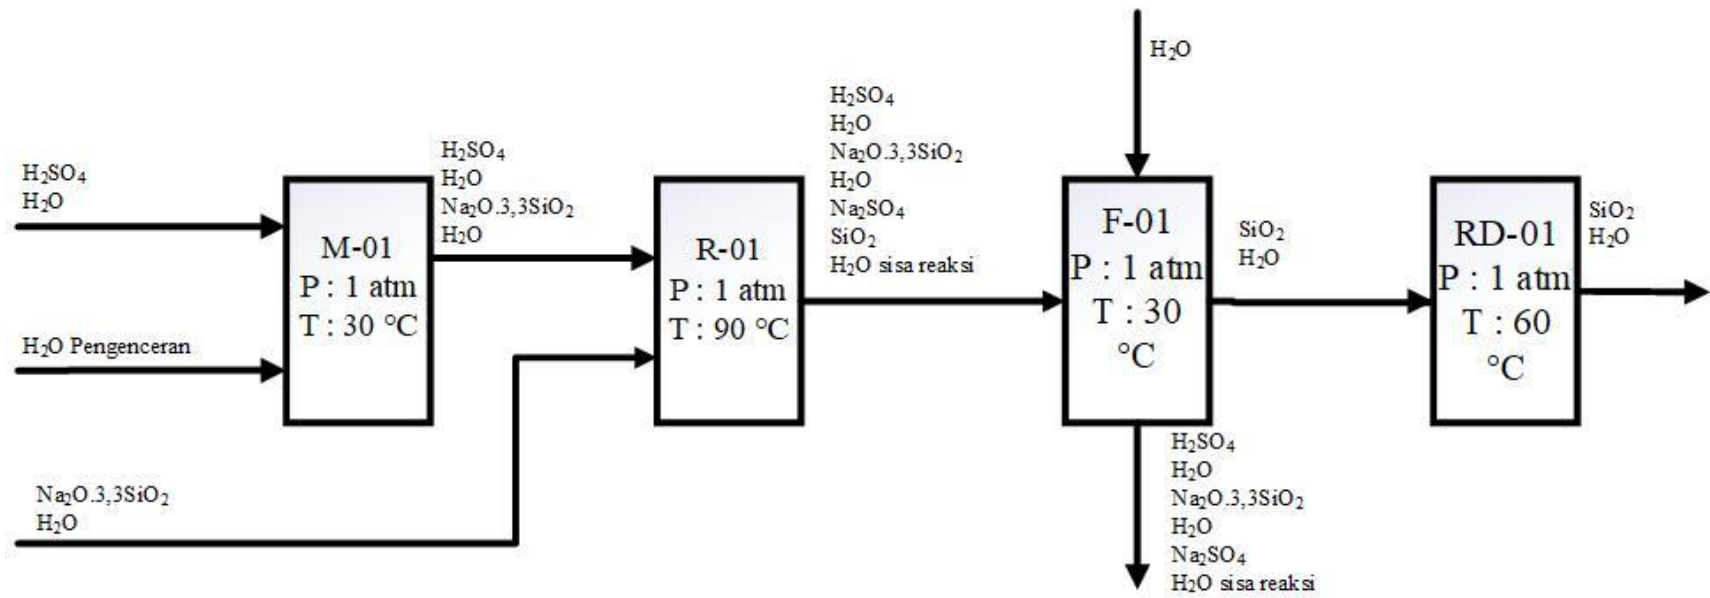 H₂SO₄
H₂O
H₂O Pengenceran
Na₂O.3,3SiO₂
H₂O
M-01
P : 1 atm
T : 30 °C
H₂SO₄
H₂O
Na₂O.3,3SiO₂
H₂O
R-01
P : 1 atm
T : 90 °C
H₂SO₄
H₂O
Na₂O.3,3SiO₂
H₂O
Na₂SO₄
SiO₂
H₂O sisa reaksi
H₂O
F-01
P : 1 atm
T : 30
°C
H₂SO₄
H₂O
Na₂O.3,3SiO₂
H₂O
Na₂SO₄
H₂O sisa reaksi
SiO₂
H₂O
RD-01
P : 1 atm
T : 60
°C
SiO₂
H₂O